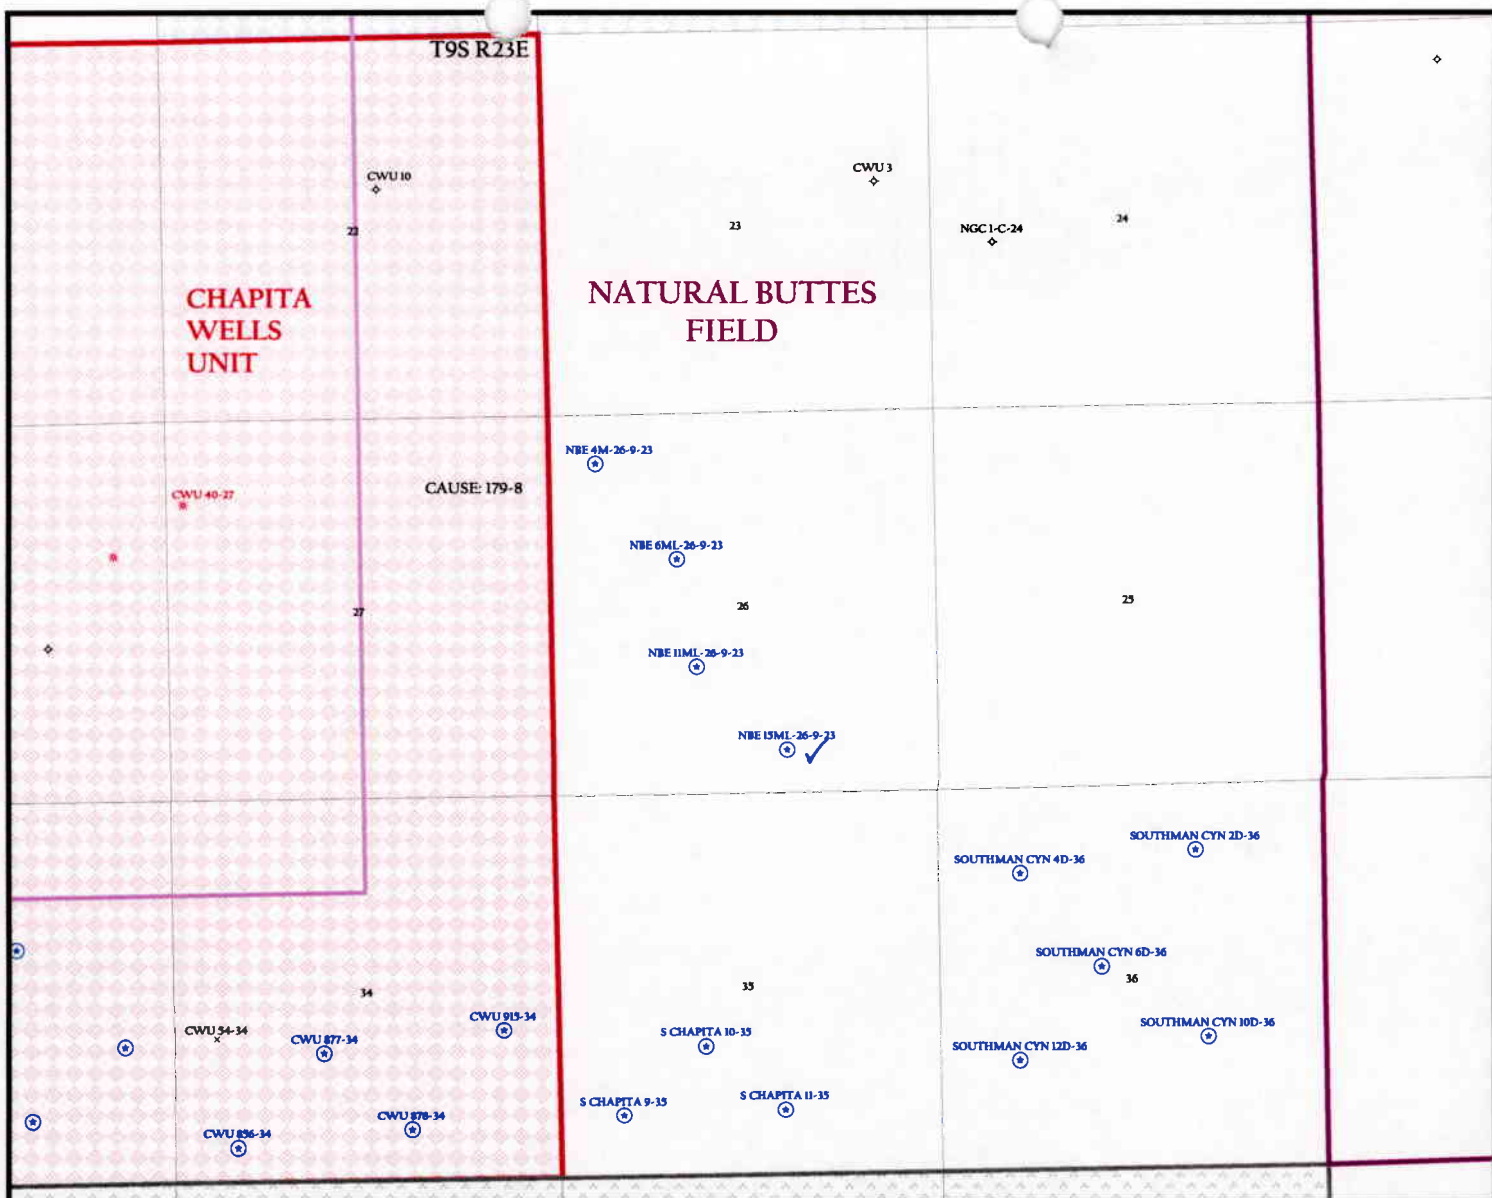 T9S R23E
CWU 10
CWU 3
22
23
NGC 1-C-24
24
CHAPITA
WELLS
UNIT
NATURAL BUTTES
FIELD
NBE 4M-26-9-23
CWU 40-27
CAUSE: 179-8
NBE 6ML-26-9-23
27
26
25
NBE 11ML-26-9-23
NBE 15ML-26-9-23
SOUTHMAN CYN 2D-36
SOUTHMAN CYN 4D-36
SOUTHMAN CYN 6D-36
34
35
36
CWU 54-34
CWU 877-34
CWU 915-34
S CHAPITA 10-35
SOUTHMAN CYN 12D-36
SOUTHMAN CYN 10D-36
CWU 856-34
CWU 878-34
S CHAPITA 9-35
S CHAPITA 11-35